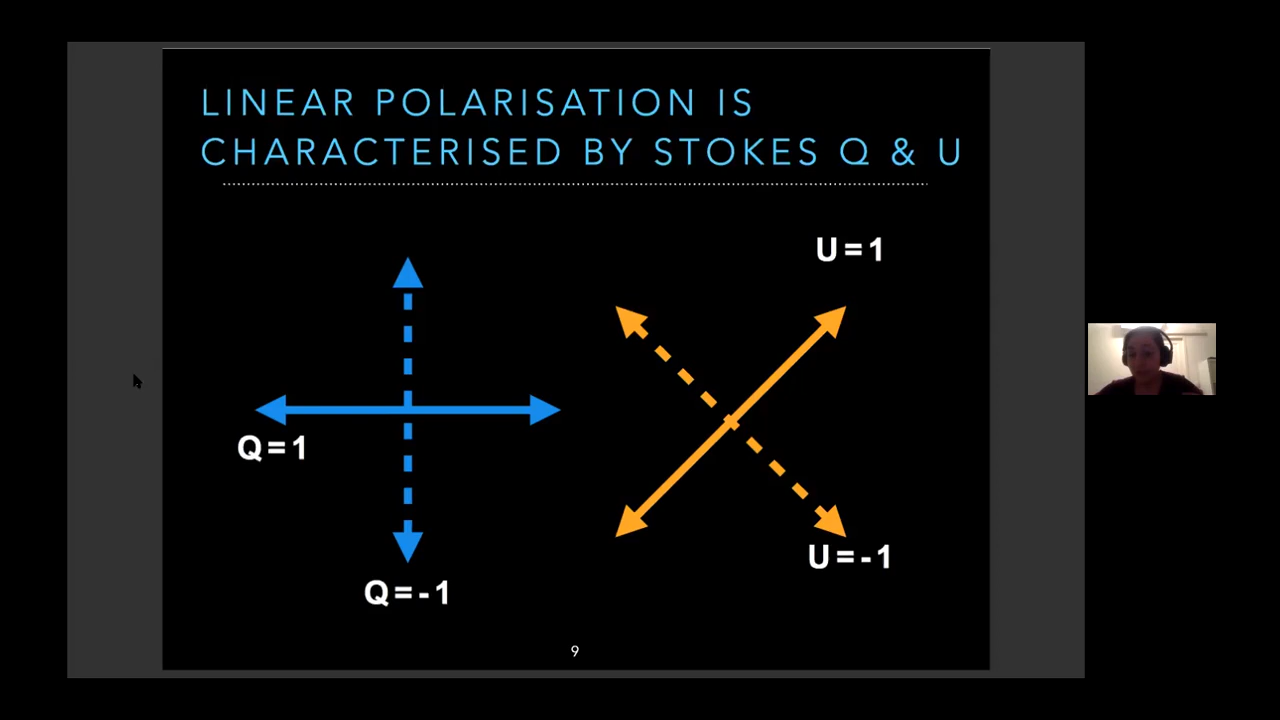 LINEAR POLARISATION IS
CHARACTERISED BY STOKES Q & U
U=1
Q=1
U=-1
Q=-1
9